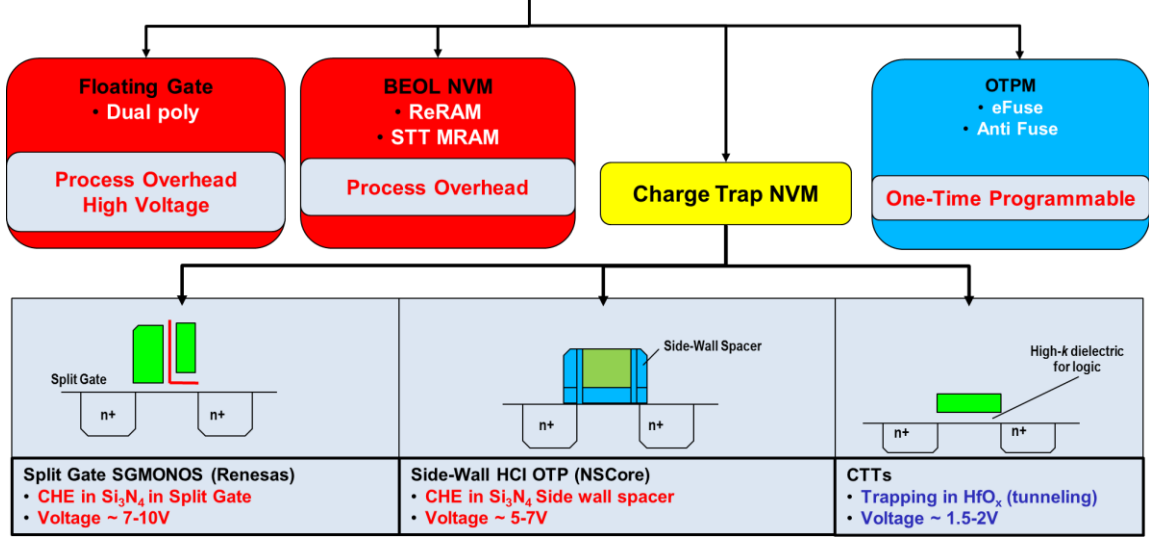 Floating Gate
• Dual poly
Process Overhead
High Voltage
BEOL NVM
• ReRAM
• STT MRAM
Process Overhead
Charge Trap NVM
OTPM
• eFuse
• Anti Fuse
One-Time Programmable
Split Gate
n+
n+
Side-Wall Spacer
n+
n+
High-k dielectric
for logic
n+
n+
Split Gate SGMONOS (Renesas)
• CHE in Si₃N₄ in Split Gate
• Voltage ~ 7-10V
Side-Wall HCI OTP (NSCore)
• CHE in Si₃N₄ Side wall spacer
• Voltage ~ 5-7V
CTTs
• Trapping in HfOₓ (tunneling)
• Voltage ~ 1.5-2V